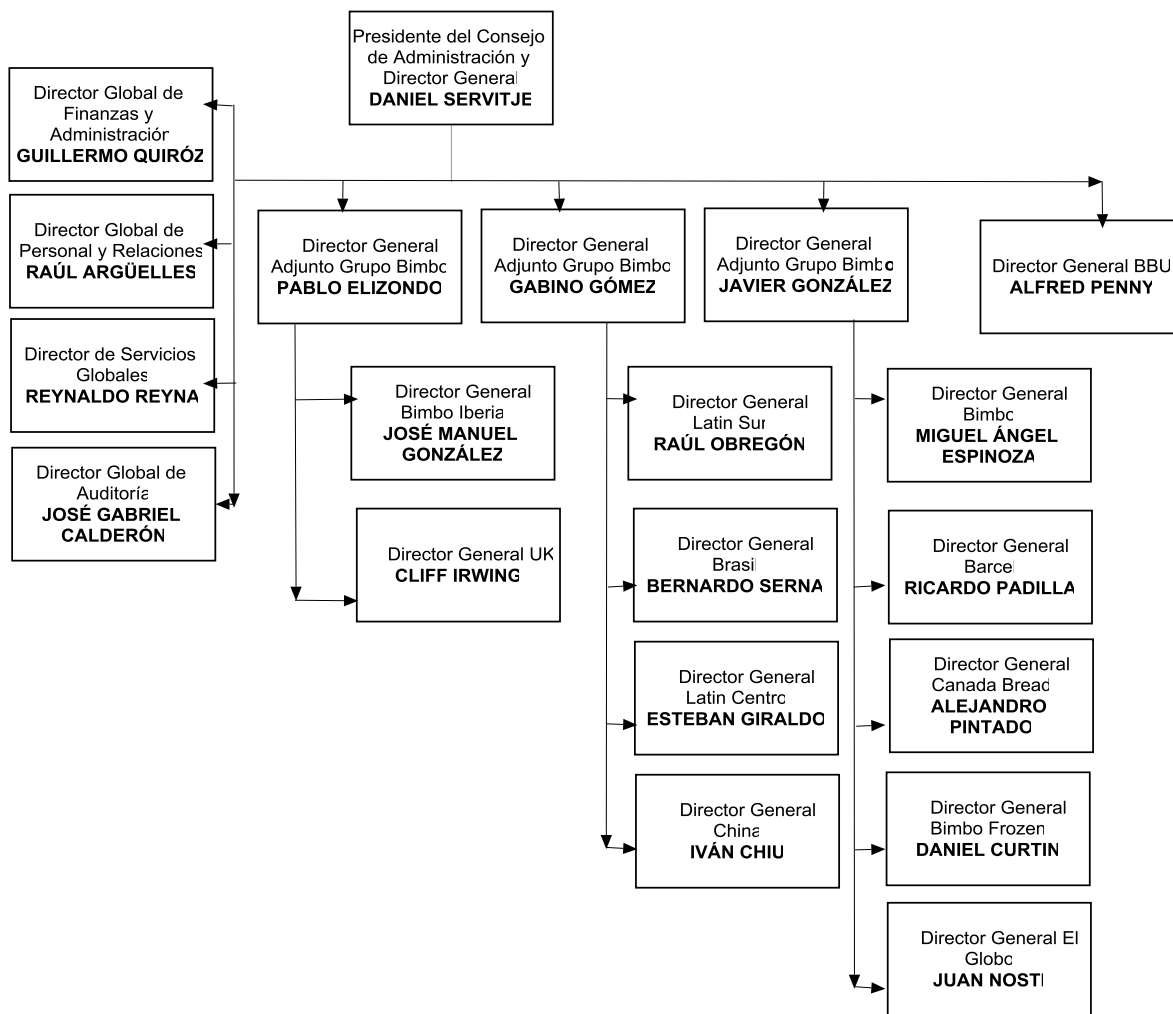 Presidente del Consejo
de Administración y
Director General
DANIEL SERVITJE
Director Global de
Finanzas y
Administración
GUILLERMO QUIRÓZ
Director Global de
Personal y Relaciones
RAÚL ARGÜELLES
Director de Servicios
Globales
REYNALDO REYNA
Director Global de
Auditoría
JOSÉ GABRIEL
CALDERÓN
Director General
Adjunto Grupo Bimbo
PABLO ELIZONDO
Director General
Adjunto Grupo Bimbo
GABINO GÓMEZ
Director General
Adjunto Grupo Bimbo
JAVIER GONZÁLEZ
Director General BBU
ALFRED PENNY
Director General
Bimbo Iberia
JOSÉ MANUEL
GONZÁLEZ
Director General UK
CLIFF IRWING
Director General
Latin Sur
RAÚL OBREGÓN
Director General
Brasil
BERNARDO SERNA
Director General
Latin Centro
ESTEBAN GIRALDO
Director General
China
IVÁN CHIU
Director General
Bimbo
MIGUEL ÁNGEL
ESPINOZA
Director General
Barcel
RICARDO PADILLA
Director General
Canada Bread
ALEJANDRO
PINTADO
Director General
Bimbo Frozen
DANIEL CURTIN
Director General El
Globo
JUAN NOSTI